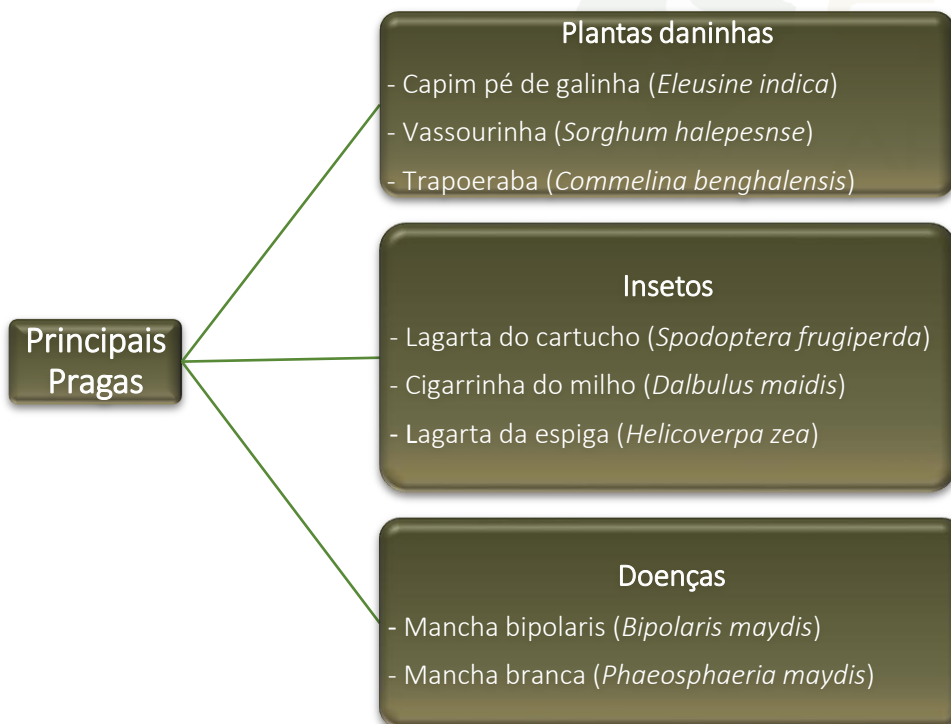 Plantas daninhas
- Capim pé de galinha (Eleusine indica)
- Vassourinha (Sorghum halepesnse)
- Trapoeraba (Commelina benghalensis)
Principais
Pragas
Insetos
- Lagarta do cartucho (Spodoptera frugiperda)
- Cigarrinha do milho (Dalbulus maidis)
- Lagarta da espiga (Helicoverpa zea)
Doenças
- Mancha bipolaris (Bipolaris maydis)
- Mancha branca (Phaeosphaeria maydis)